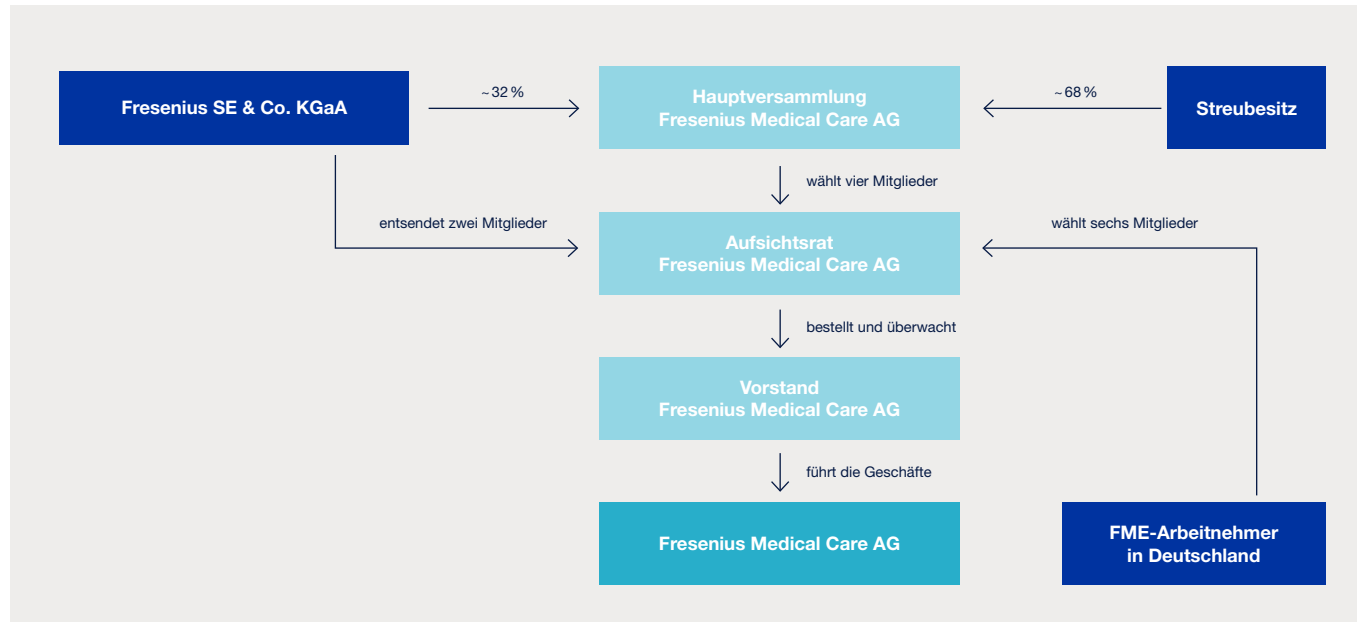 Fresenius SE & Co. KGaA
~ 32 %
Hauptversammlung
Fresenius Medical Care AG
~ 68 %
Streubesitz
wählt vier Mitglieder
entsendet zwei Mitglieder
Aufsichtsrat
Fresenius Medical Care AG
wählt sechs Mitglieder
bestellt und überwacht
Vorstand
Fresenius Medical Care AG
führt die Geschäfte
Fresenius Medical Care AG
FME-Arbeitnehmer
in Deutschland